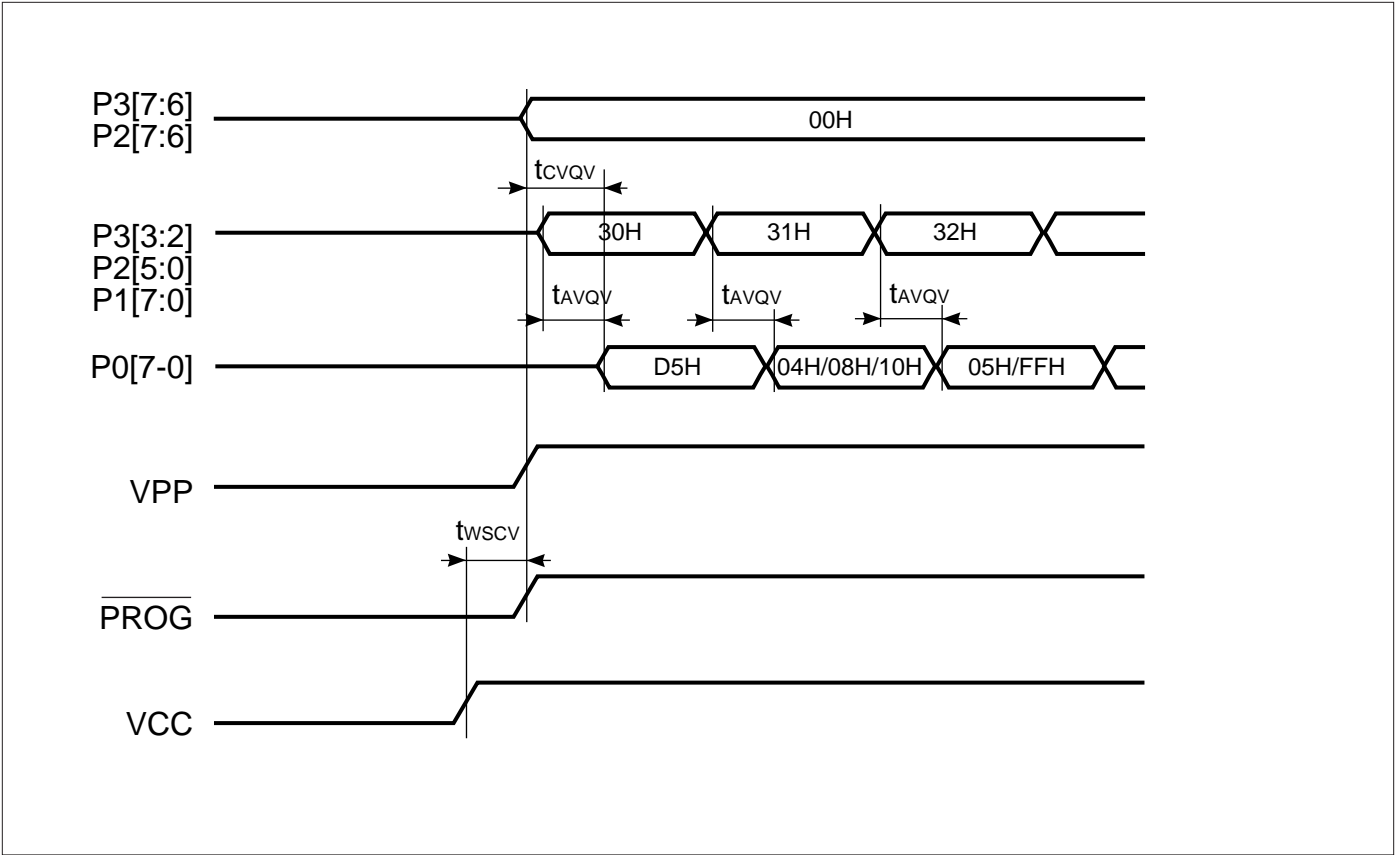 P3[7:6]
P2[7:6]
00H
tCVQV
P3[3:2]
P2[5:0]
P1[7:0]
30H
31H
32H
tAVQV
tAVQV
tAVQV
P0[7-0]
D5H
04H/08H/10H
05H/FFH
VPP
tWSCV
PROG
VCC